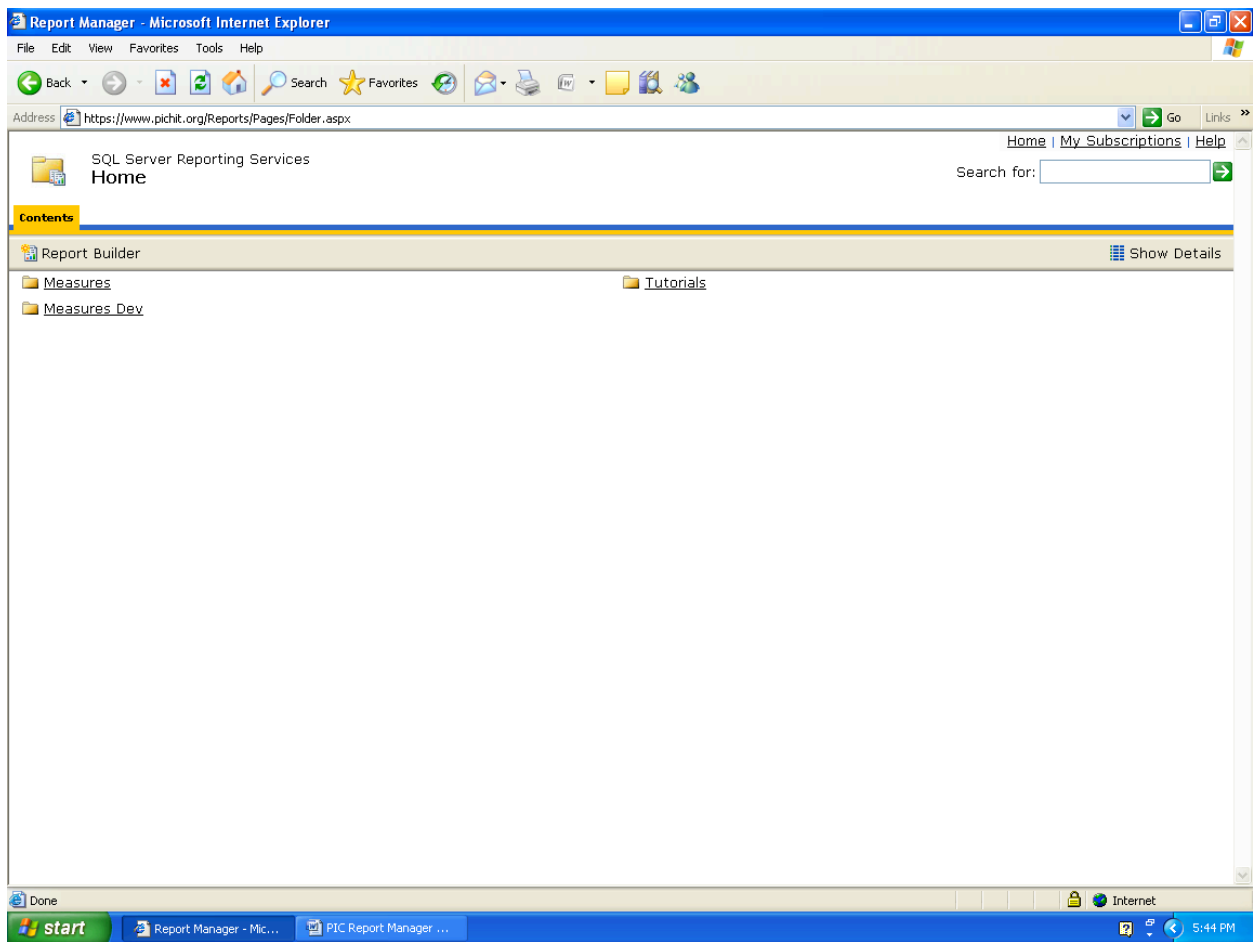 Report Manager - Microsoft Internet Explorer
File Edit View Favorites Tools Help
Back Search Favorites
Address https://www.pichit.org/Reports/Pages/Folder.aspx Go Links »
Home | My Subscriptions | Help
SQL Server Reporting Services
Home
Search for:
Contents
Report Builder Show Details
Measures Tutorials
Measures Dev
Done Internet
start Report Manager - Mic... PIC Report Manager ... 5:44 PM